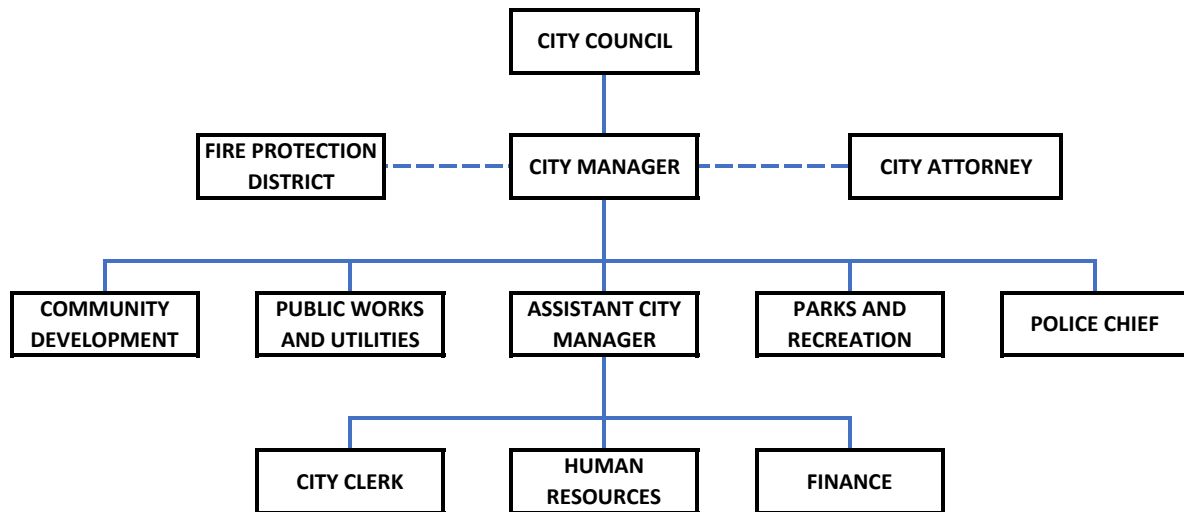 CITY COUNCIL
FIRE PROTECTION
DISTRICT
CITY MANAGER
CITY ATTORNEY
COMMUNITY
DEVELOPMENT
PUBLIC WORKS
AND UTILITIES
ASSISTANT CITY
MANAGER
PARKS AND
RECREATION
POLICE CHIEF
CITY CLERK
HUMAN
RESOURCES
FINANCE